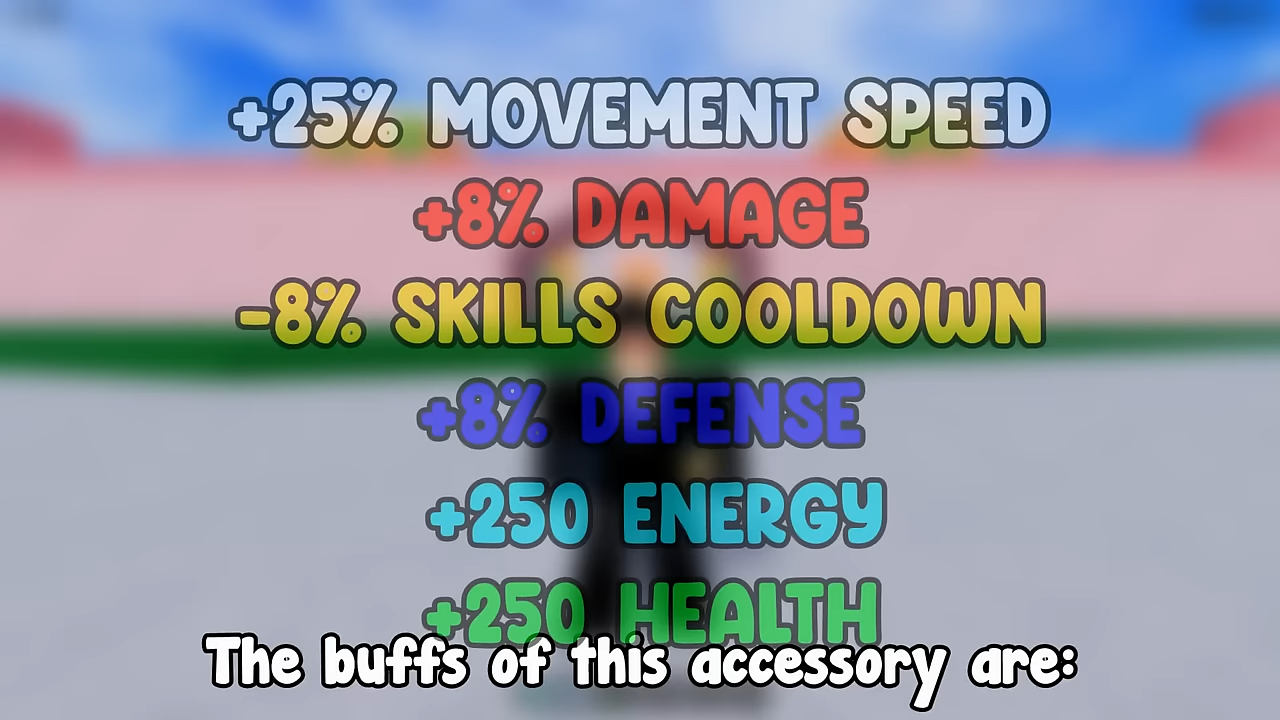 +25% MOVEMENT SPEED
+8% DAMAGE
-8% SKILLS COOLDOWN
+8% DEFENSE
+250 ENERGY
+250 HEALTH
The buffs of this accessory are: